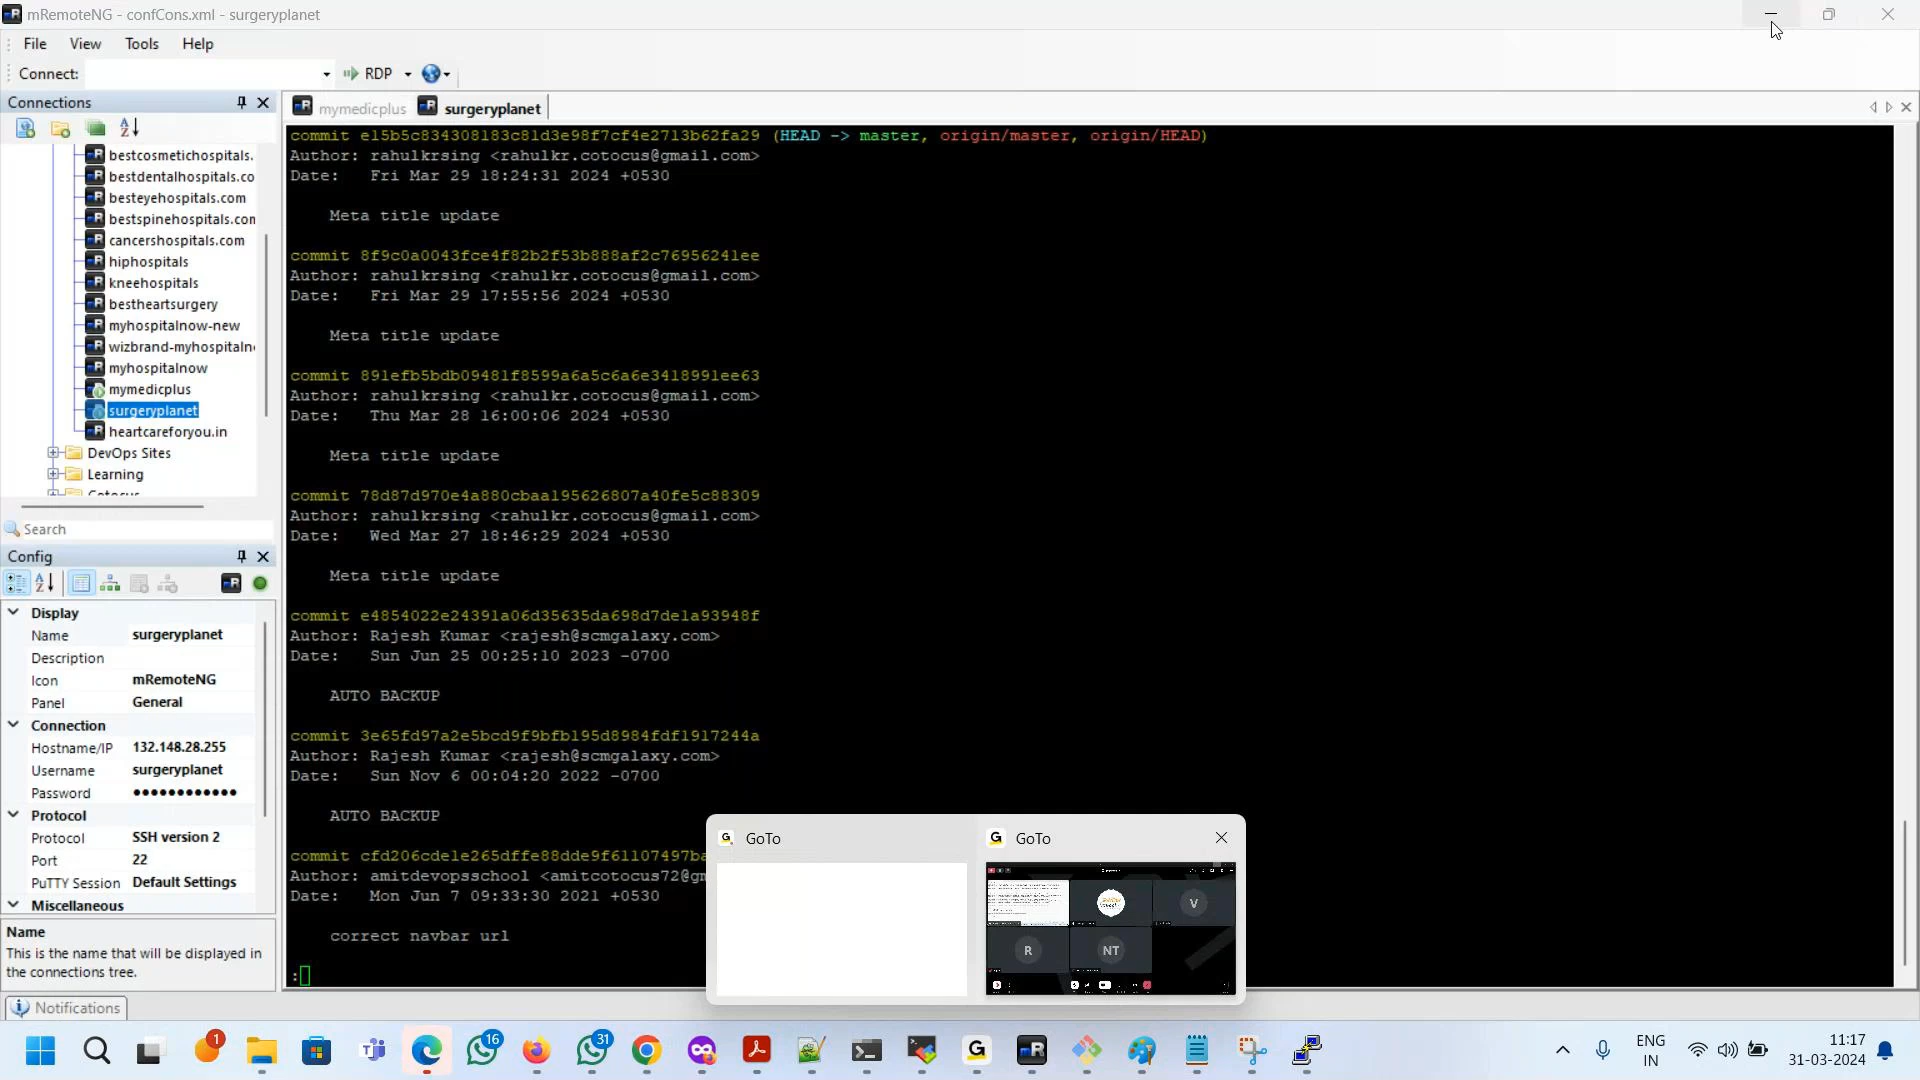 mRemoteNG - confCons.xml - surgeryplanet
File View Tools Help
Connect: RDP
Connections
mymedicplus surgeryplanet
bestcosmetichospitals.
bestdentalhospitals.co
besteyehospitals.com
bestspinehospitals.con
cancershospitals.com
hiphospitals
kneehospitals
bestheartsurgery
myhospitalnow-new
wizbrand-myhospitaln
myhospitalnow
mymedicplus
surgeryplanet
heartcareforyou.in
DevOps Sites
Learning
Cotocus
Search
Config
Display
Name surgeryplanet
Description
Icon mRemoteNG
Panel General
Connection
Hostname/IP 132.148.28.255
Username surgeryplanet
Password ●●●●●●●●●●●●
Protocol
Protocol SSH version 2
Port 22
PuTTY Session Default Settings
Miscellaneous
Name
This is the name that will be displayed in
the connections tree.
Notifications
commit e15b5c834308183c81d3e98f7cf4e2713b62fa29 (HEAD -> master, origin/master, origin/HEAD)
Author: rahulkrsing <rahulkr.cotocus@gmail.com>
Date: Fri Mar 29 18:24:31 2024 +0530
Meta title update
commit 8f9c0a0043fce4f82b2f53b888af2c76956241ee
Author: rahulkrsing <rahulkr.cotocus@gmail.com>
Date: Fri Mar 29 17:55:56 2024 +0530
Meta title update
commit 891efb5bdb09481f8599a6a5c6a6e3418991ee63
Author: rahulkrsing <rahulkr.cotocus@gmail.com>
Date: Thu Mar 28 16:00:06 2024 +0530
Meta title update
commit 78d87d970e4a880cbaa195626807a40fe5c88309
Author: rahulkrsing <rahulkr.cotocus@gmail.com>
Date: Wed Mar 27 18:46:29 2024 +0530
Meta title update
commit e4854022e24391a06d35635da698d7de1a93948f
Author: Rajesh Kumar <rajesh@scmgalaxy.com>
Date: Sun Jun 25 00:25:10 2023 -0700
AUTO BACKUP
commit 3e65fd97a2e5bcd9f9bfb195d8984fdf1917244a
Author: Rajesh Kumar <rajesh@scmgalaxy.com>
Date: Sun Nov 6 00:04:20 2022 -0700
AUTO BACKUP
commit cfd206cde1e265dffe88dde9f61107497ba
Author: amitdevopsschool <amitcotocus72@gm
Date: Mon Jun 7 09:33:30 2021 +0530
correct navbar url
:
GoTo GoTo
V
R NT
1 16 31
ENG
IN
11:17
31-03-2024